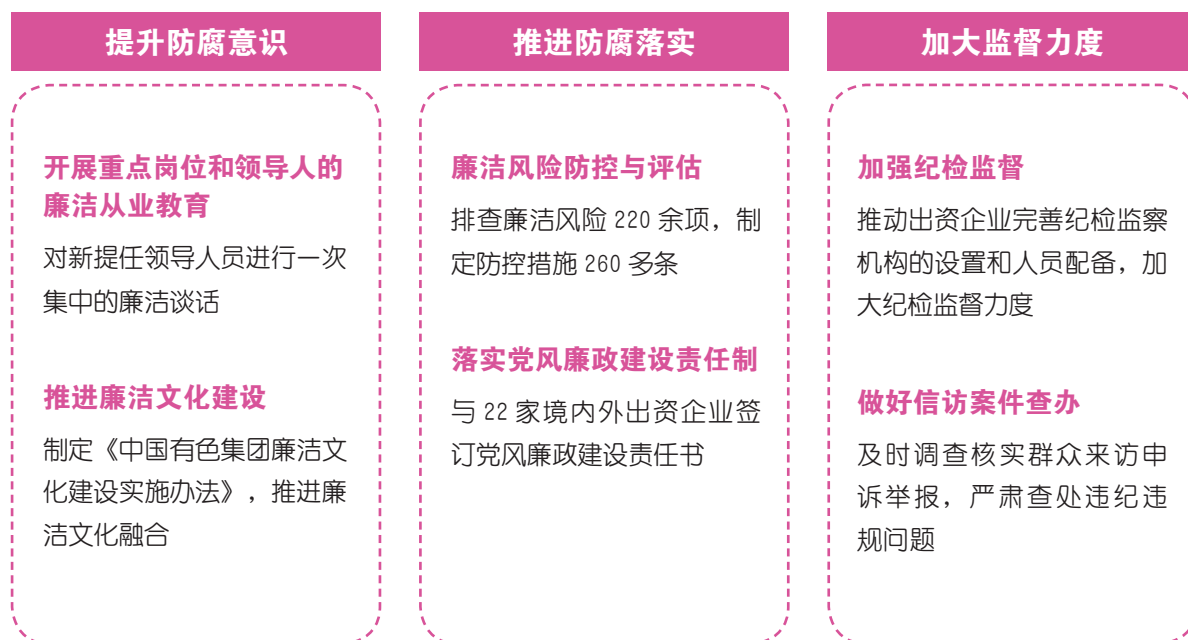 提升防腐意识
开展重点岗位和领导人的
廉洁从业教育
对新提任领导人员进行一次
集中的廉洁谈话
推进廉洁文化建设
制定《中国有色集团廉洁文
化建设实施办法》，推进廉
洁文化融合
推进防腐落实
廉洁风险防控与评估
排查廉洁风险 220 余项，制
定防控措施 260 多条
落实党风廉政建设责任制
与 22 家境内外出资企业签
订党风廉政建设责任书
加大监督力度
加强纪检监督
推动出资企业完善纪检监察
机构的设置和人员配备，加
大纪检监督力度
做好信访案件查办
及时调查核实群众来访申
诉举报，严肃查处违纪违
规问题